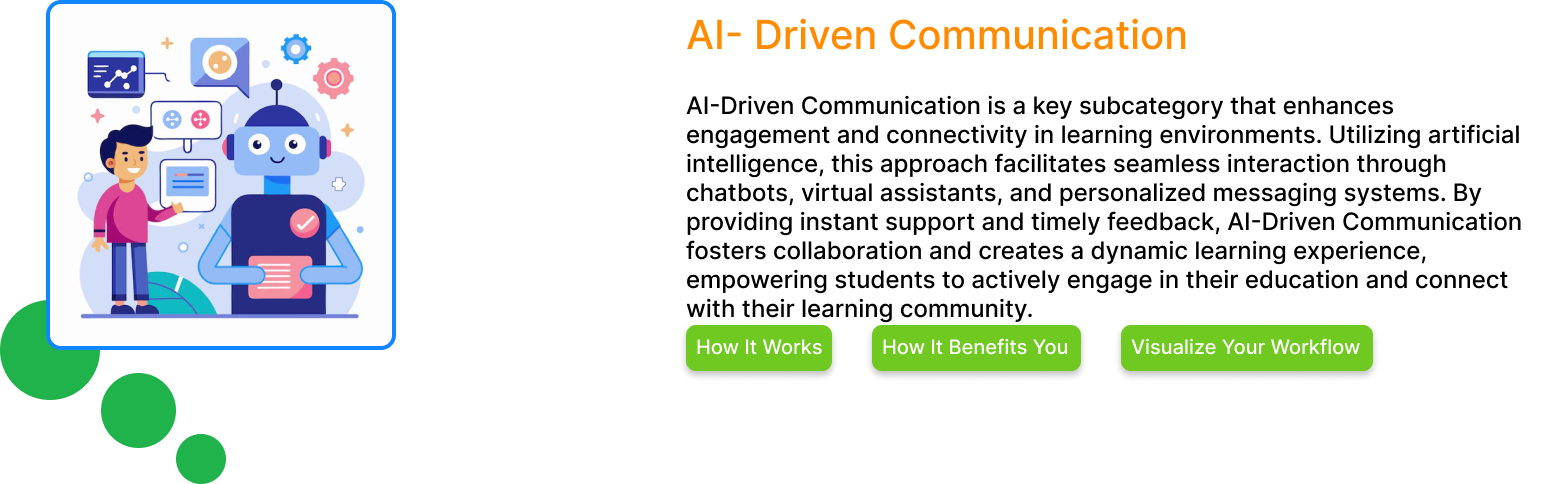 AI- Driven Communication
AI-Driven Communication is a key subcategory that enhances
engagement and connectivity in learning environments. Utilizing artificial
intelligence, this approach facilitates seamless interaction through
chatbots, virtual assistants, and personalized messaging systems. By
providing instant support and timely feedback, AI-Driven Communication
fosters collaboration and creates a dynamic learning experience,
empowering students to actively engage in their education and connect
with their learning community.
How It Works
How It Benefits You
Visualize Your Workflow